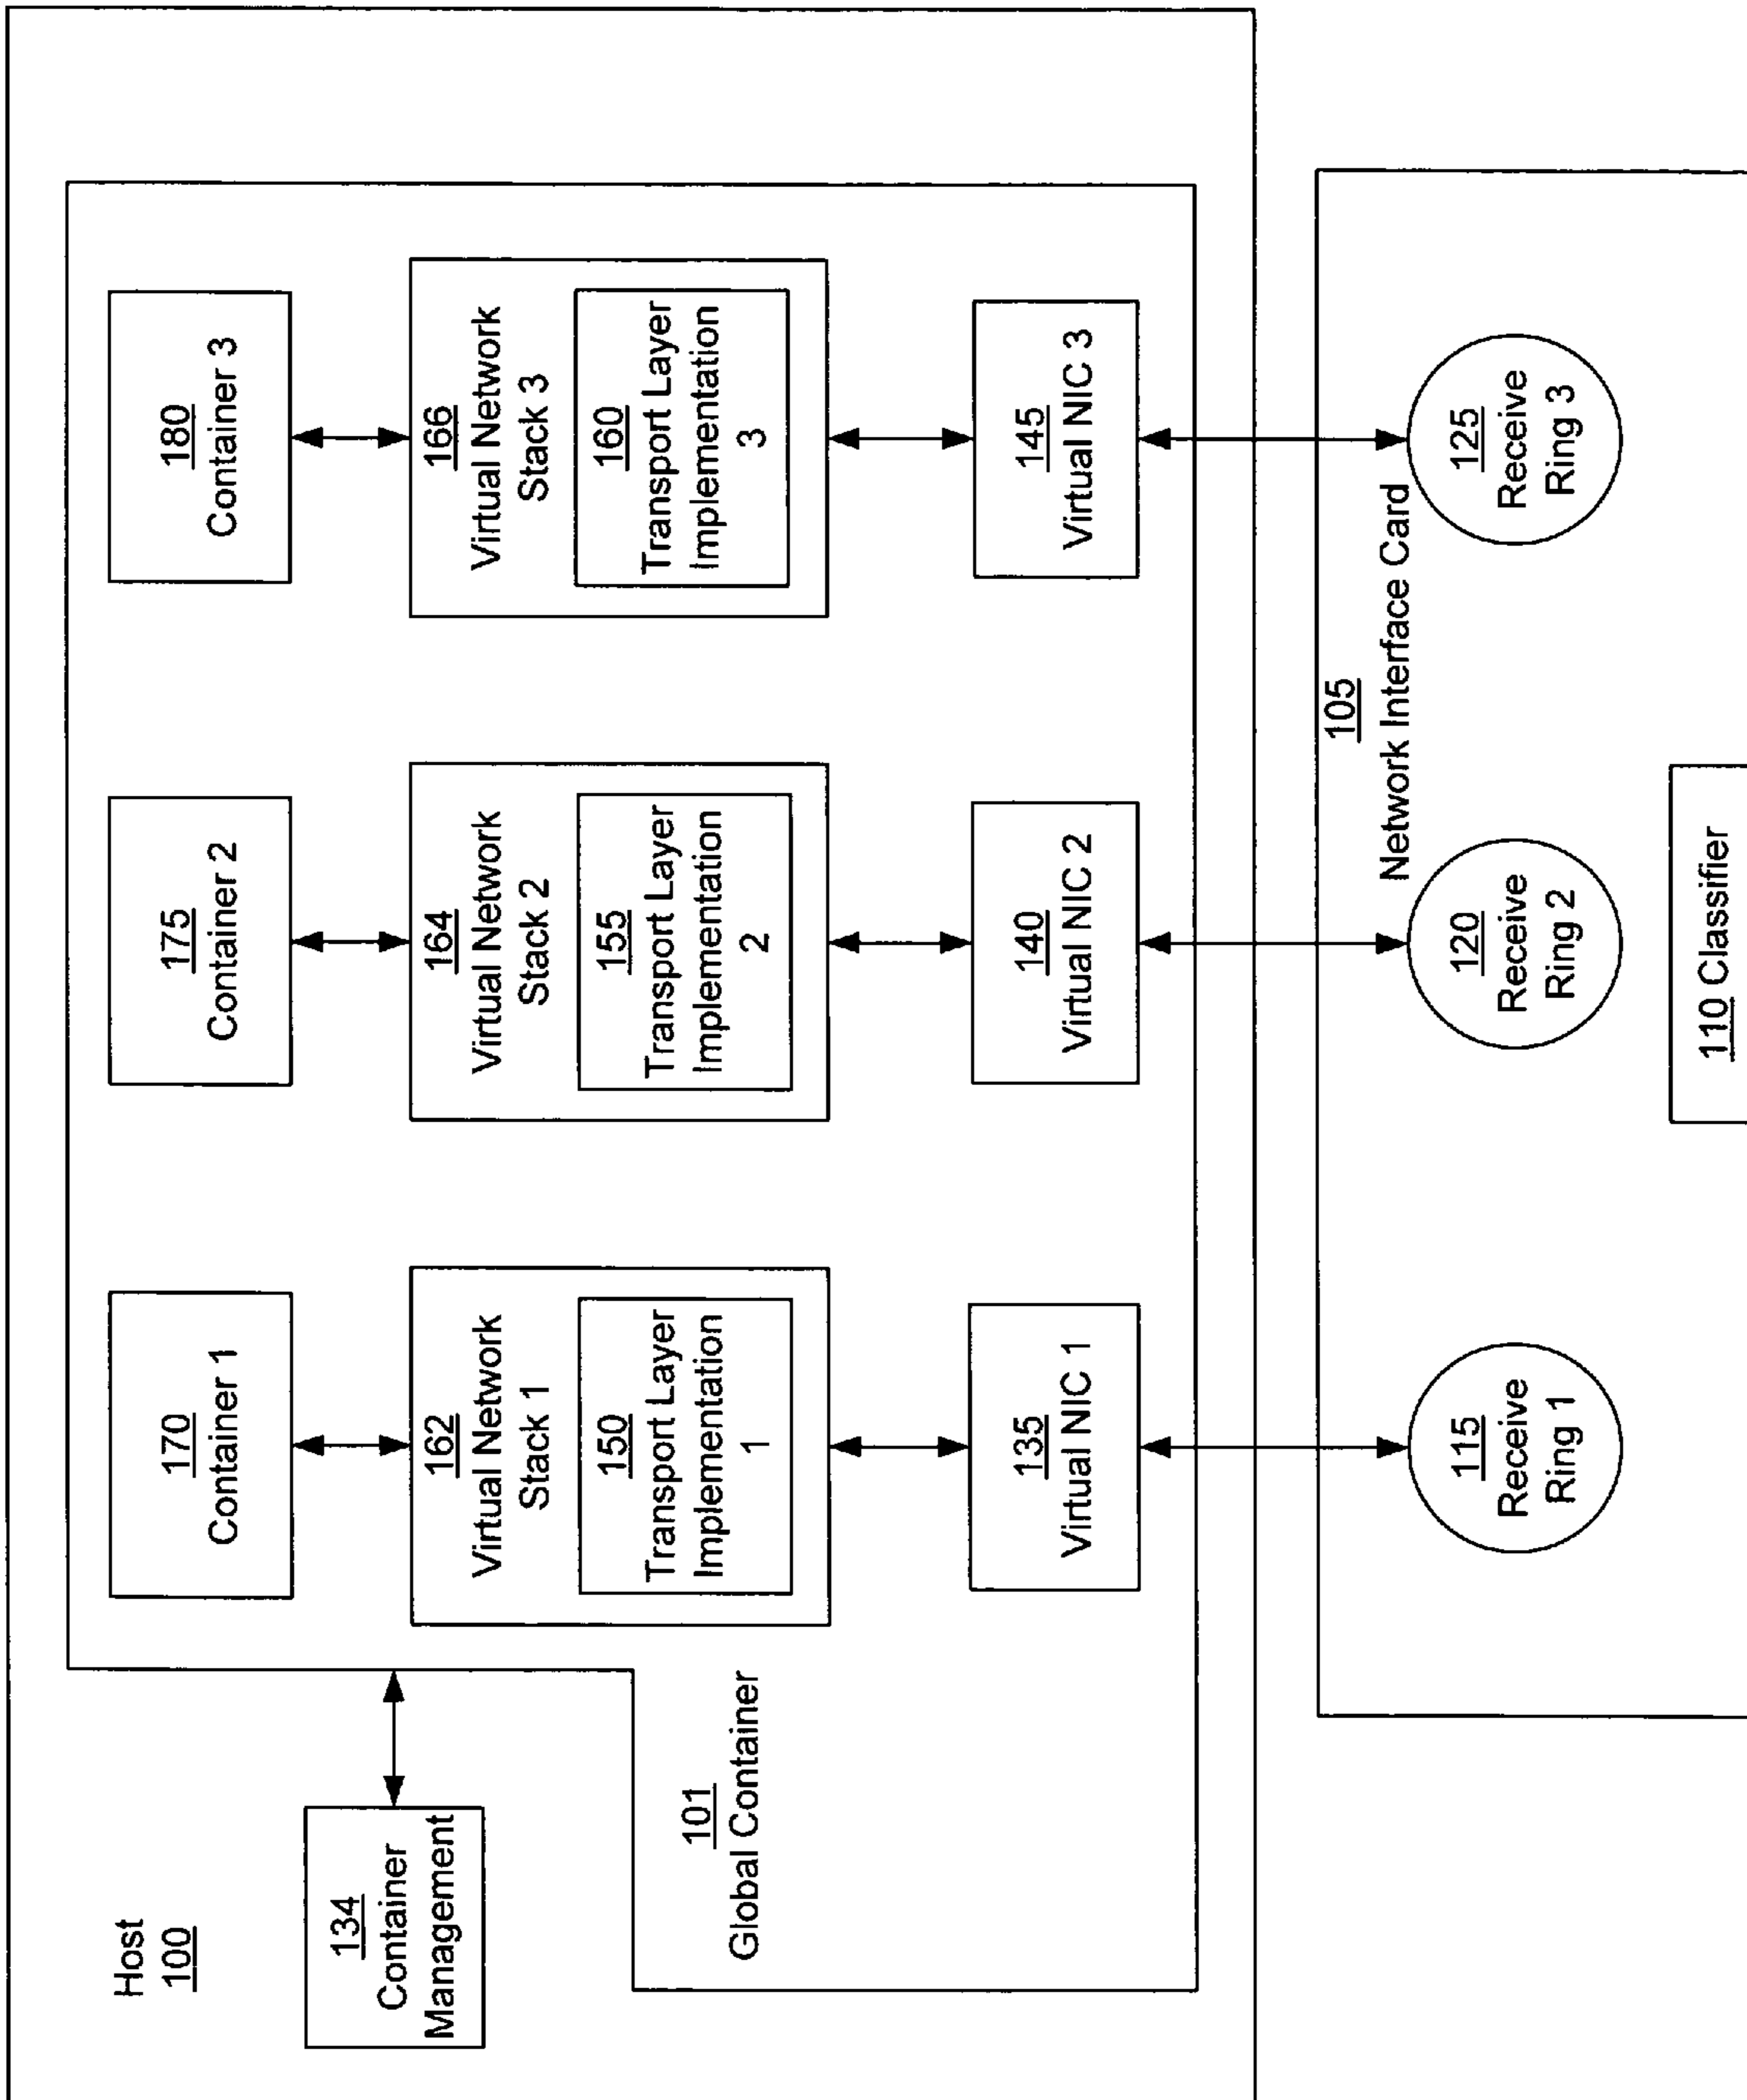 Host
100
134
Container
Management
101
Global Container
170
Container 1
175
Container 2
180
Container 3
162
Virtual Network
Stack 1
150
Transport Layer
Implementation
1
164
Virtual Network
Stack 2
155
Transport Layer
Implementation
2
166
Virtual Network
Stack 3
160
Transport Layer
Implementation
3
135
Virtual NIC 1
140
Virtual NIC 2
145
Virtual NIC 3
105
Network Interface Card
115
Receive
Ring 1
120
Receive
Ring 2
125
Receive
Ring 3
110 Classifier